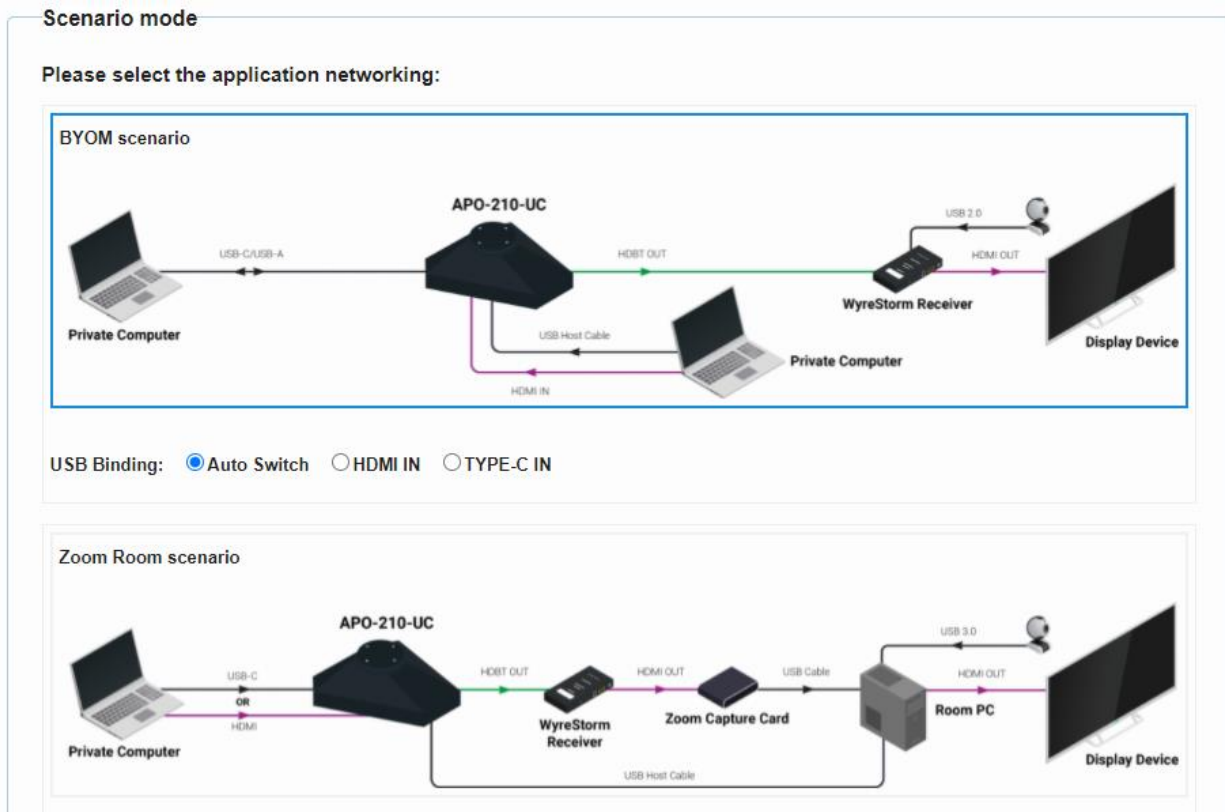 Scenario mode
Please select the application networking:
BYOM scenario
APO-210-UC
USB 2.0
USB-C/USB-A
HDBT OUT
HDMI OUT
WyreStorm Receiver
Private Computer
USB Host Cable
Private Computer
Display Device
HDMI IN
USB Binding: Auto Switch HDMI IN TYPE-C IN
Zoom Room scenario
APO-210-UC
USB 3.0
USB-C
OR
HDMI
HDBT OUT
HDMI OUT
USB Cable
HDMI OUT
WyreStorm
Receiver
Zoom Capture Card
Room PC
Private Computer
Display Device
USB Host Cable